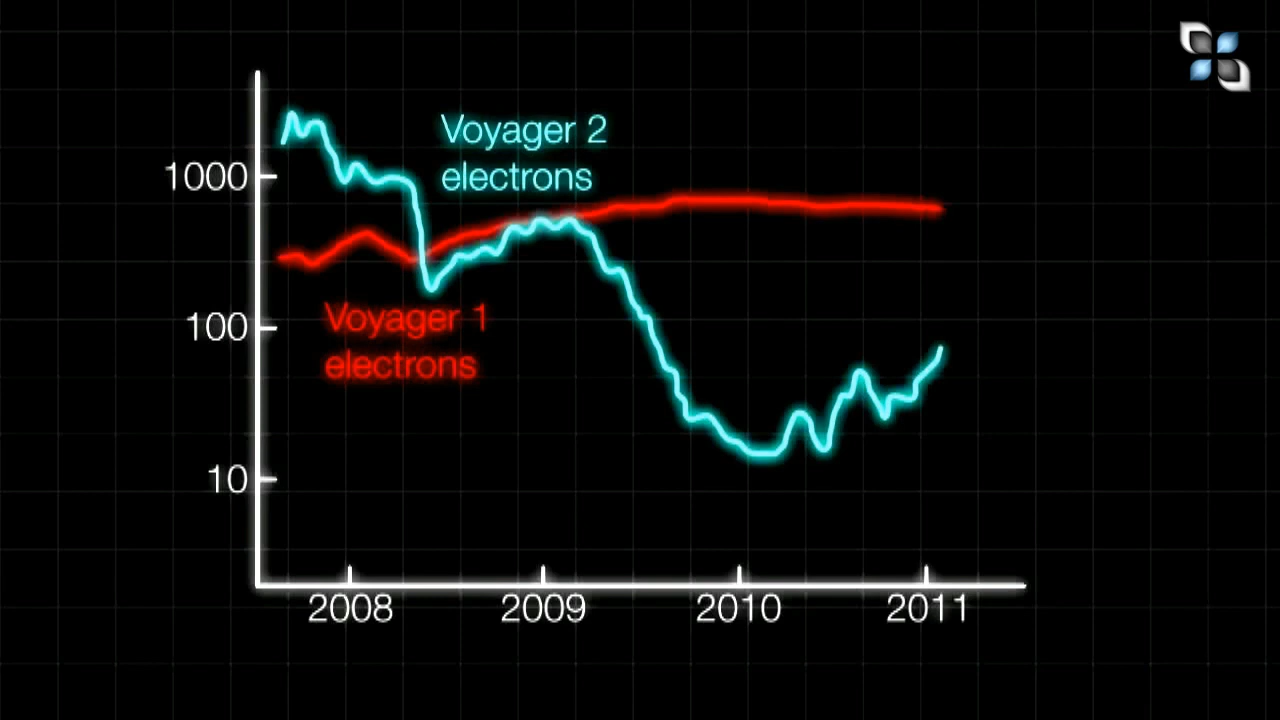 Voyager 2
electrons
1000
Voyager 1
electrons
100
10
2008 2009 2010 2011